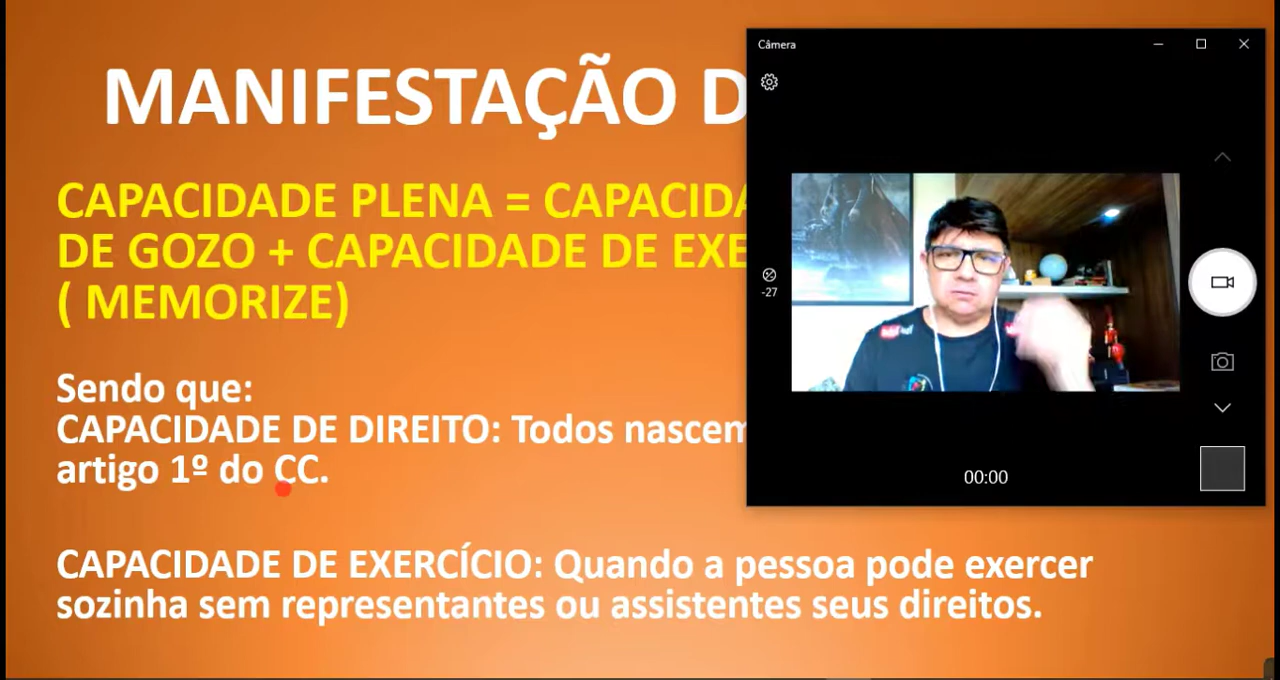 MANIFESTAÇÃO D
CAPACIDADE PLENA = CAPACIDA
DE GOZO + CAPACIDADE DE EXE
( MEMORIZE)
Sendo que:
CAPACIDADE DE DIREITO: Todos nascem
artigo 1º do CC.
CAPACIDADE DE EXERCÍCIO: Quando a pessoa pode exercer
sozinha sem representantes ou assistentes seus direitos.
Câmera
-27
00:00